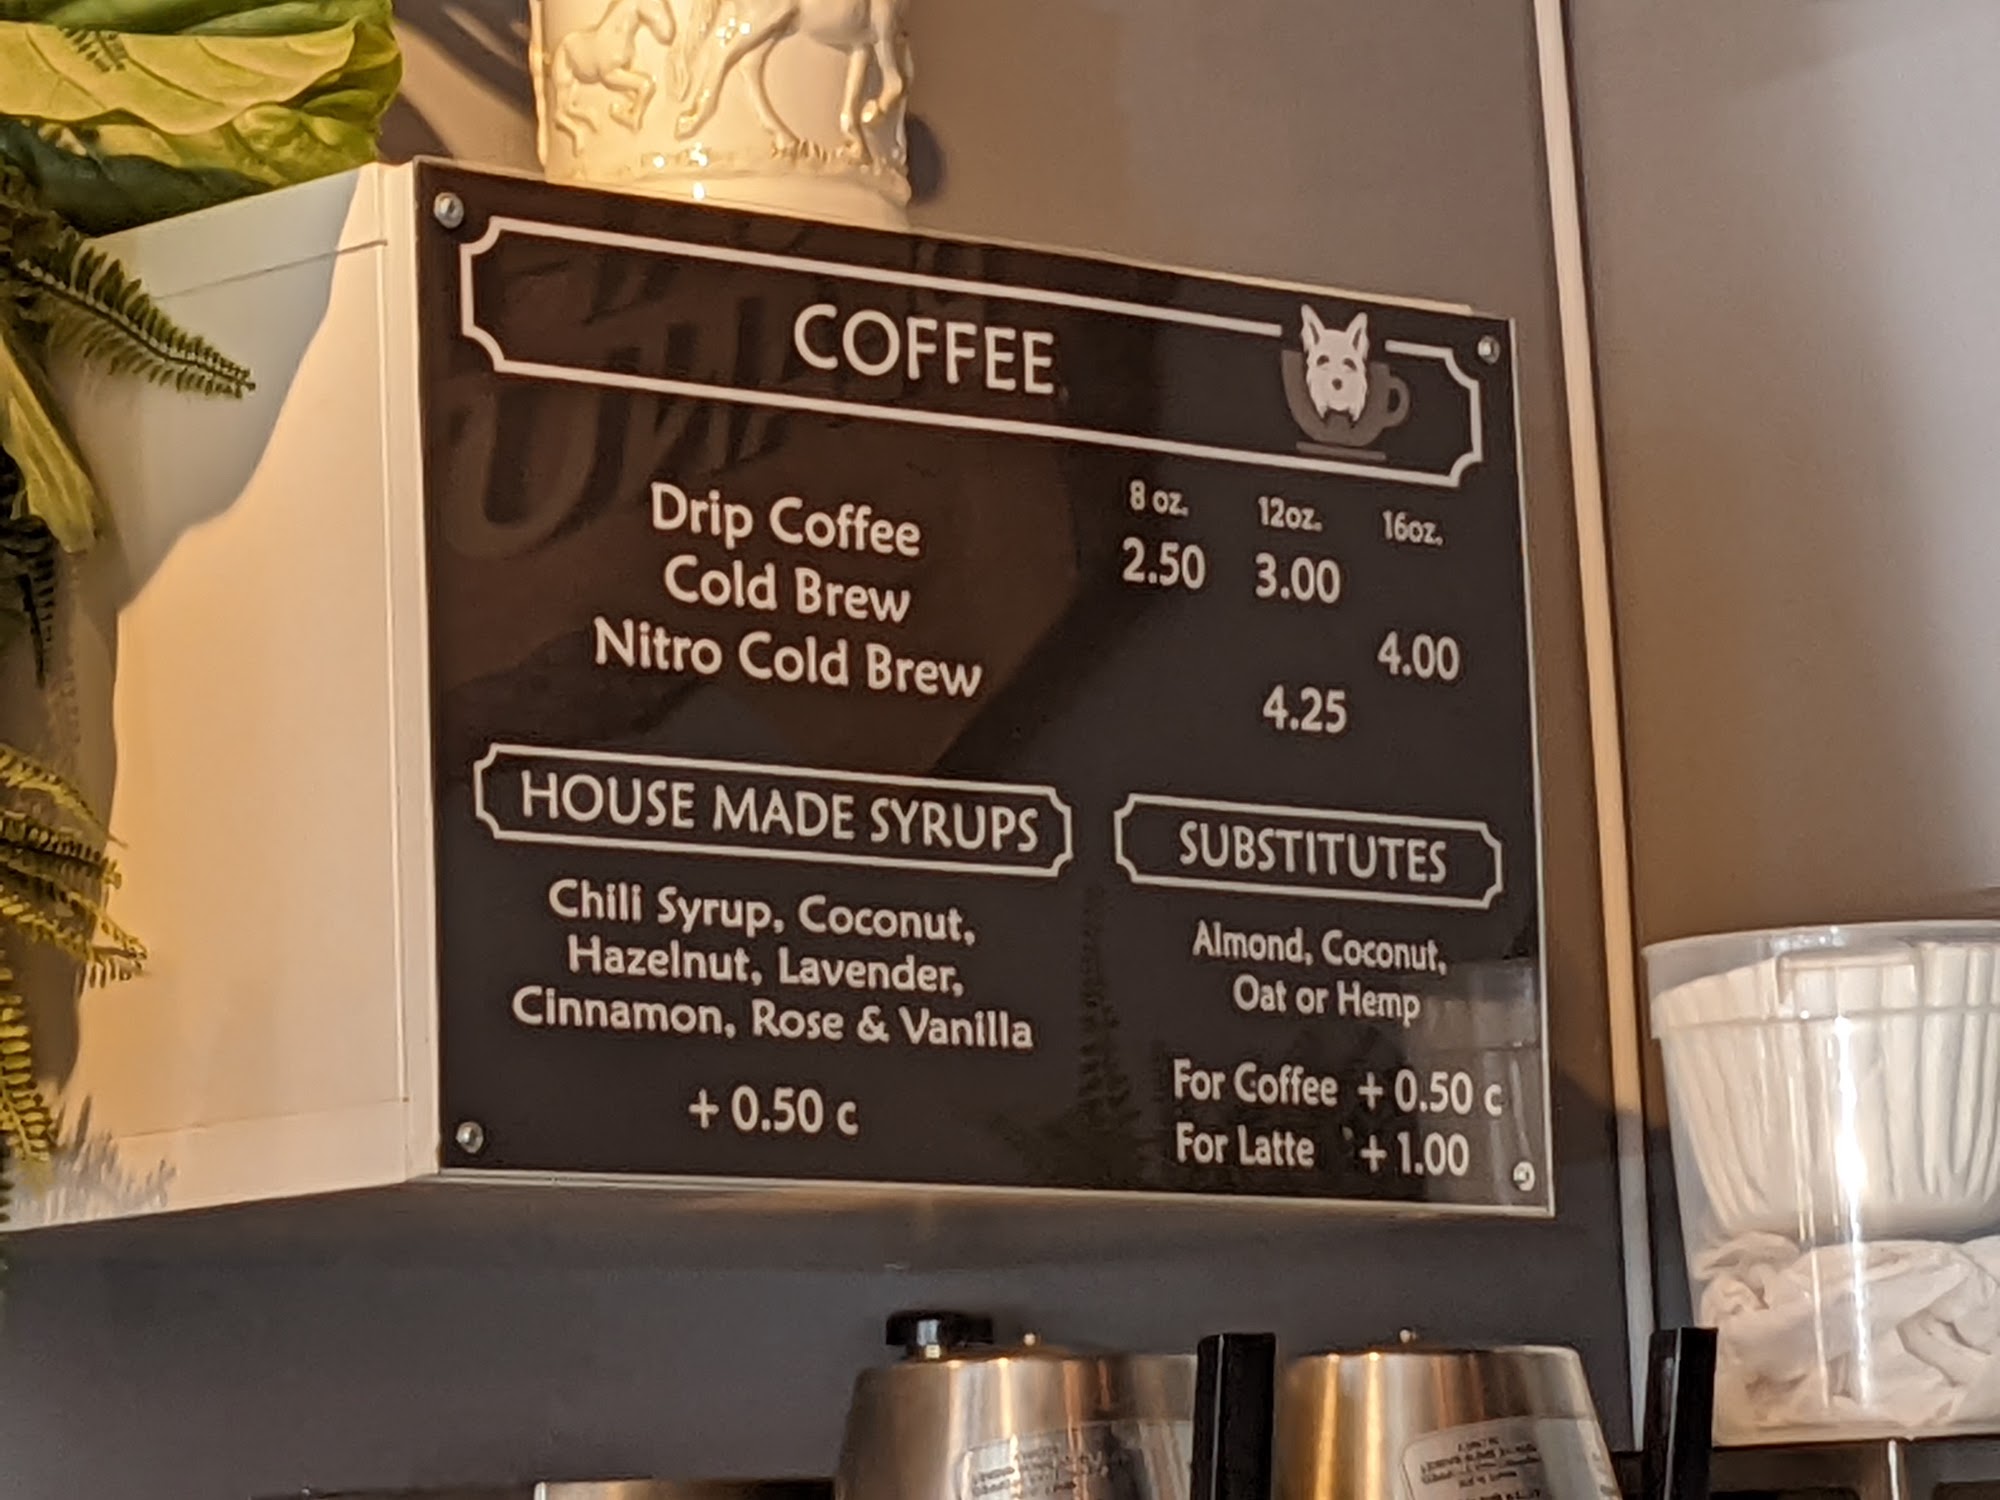 COFFEE
8 oz. 12oz. 16oz.
Drip Coffee 2.50 3.00
Cold Brew 4.00
Nitro Cold Brew 4.25
HOUSE MADE SYRUPS
Chili Syrup, Coconut,
Hazelnut, Lavender,
Cinnamon, Rose & Vanilla
+ 0.50 c
SUBSTITUTES
Almond, Coconut,
Oat or Hemp
For Coffee + 0.50 c
For Latte + 1.00